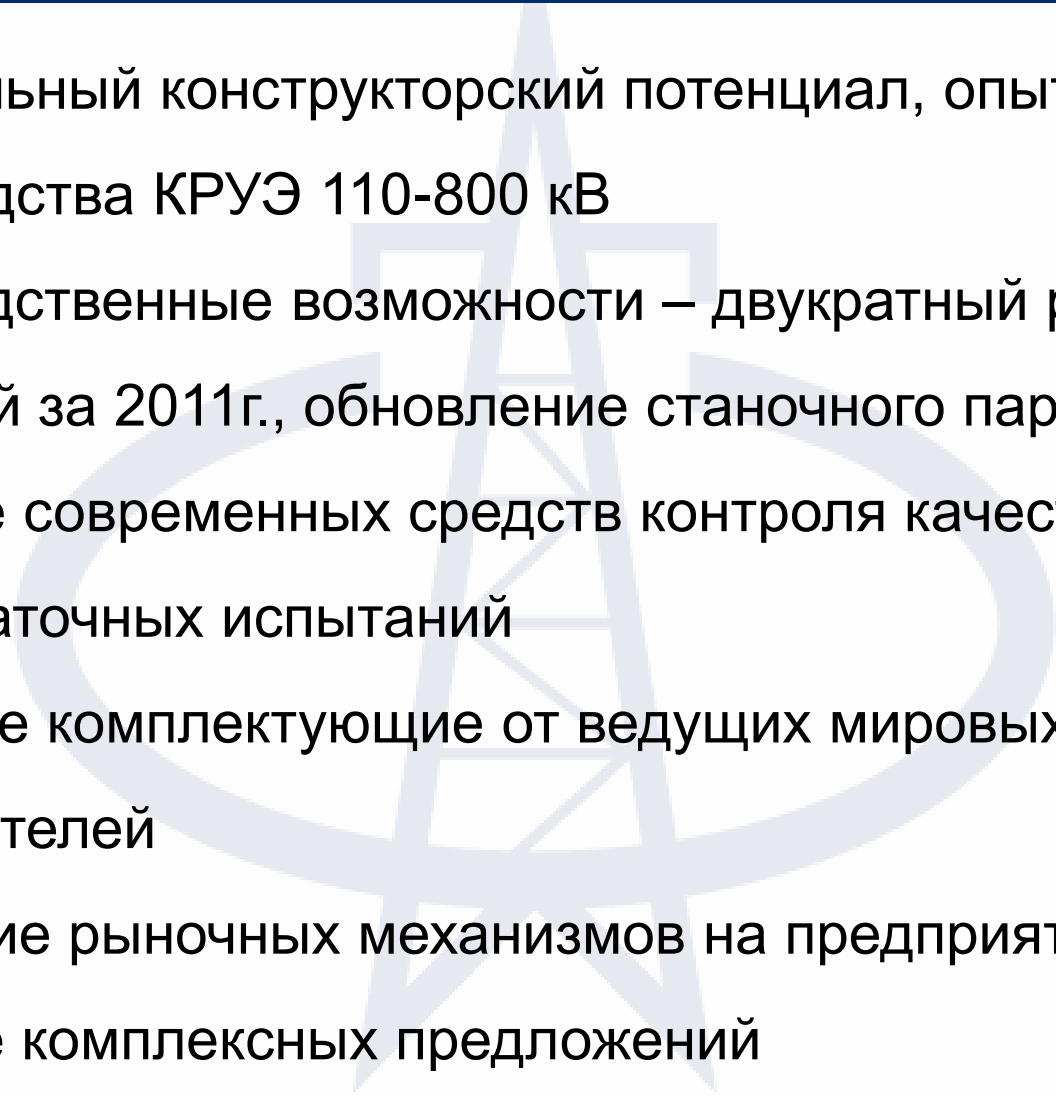 льный конструкторский потенциал, опыт
дства КРУЭ 110-800 кВ
дственные возможности – двукратный р
й за 2011г., обновление станочного пар
е современных средств контроля качест
аточных испытаний
е комплектующие от ведущих мировых
телей
ие рыночных механизмов на предприят
е комплексных предложений